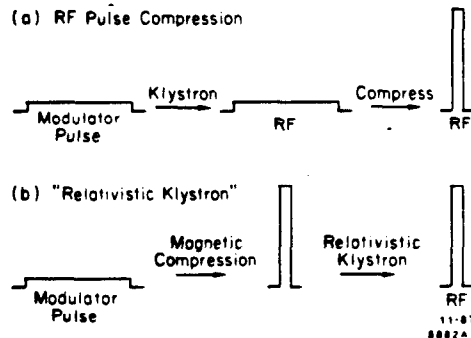 (a) RF Pulse Compression
Klystron
Compress
Modulator
Pulse
RF
RF
(b) "Relativistic Klystron"
Magnetic
Compression
Relativistic
Klystron
Modulator
Pulse
RF
11-87
8882A